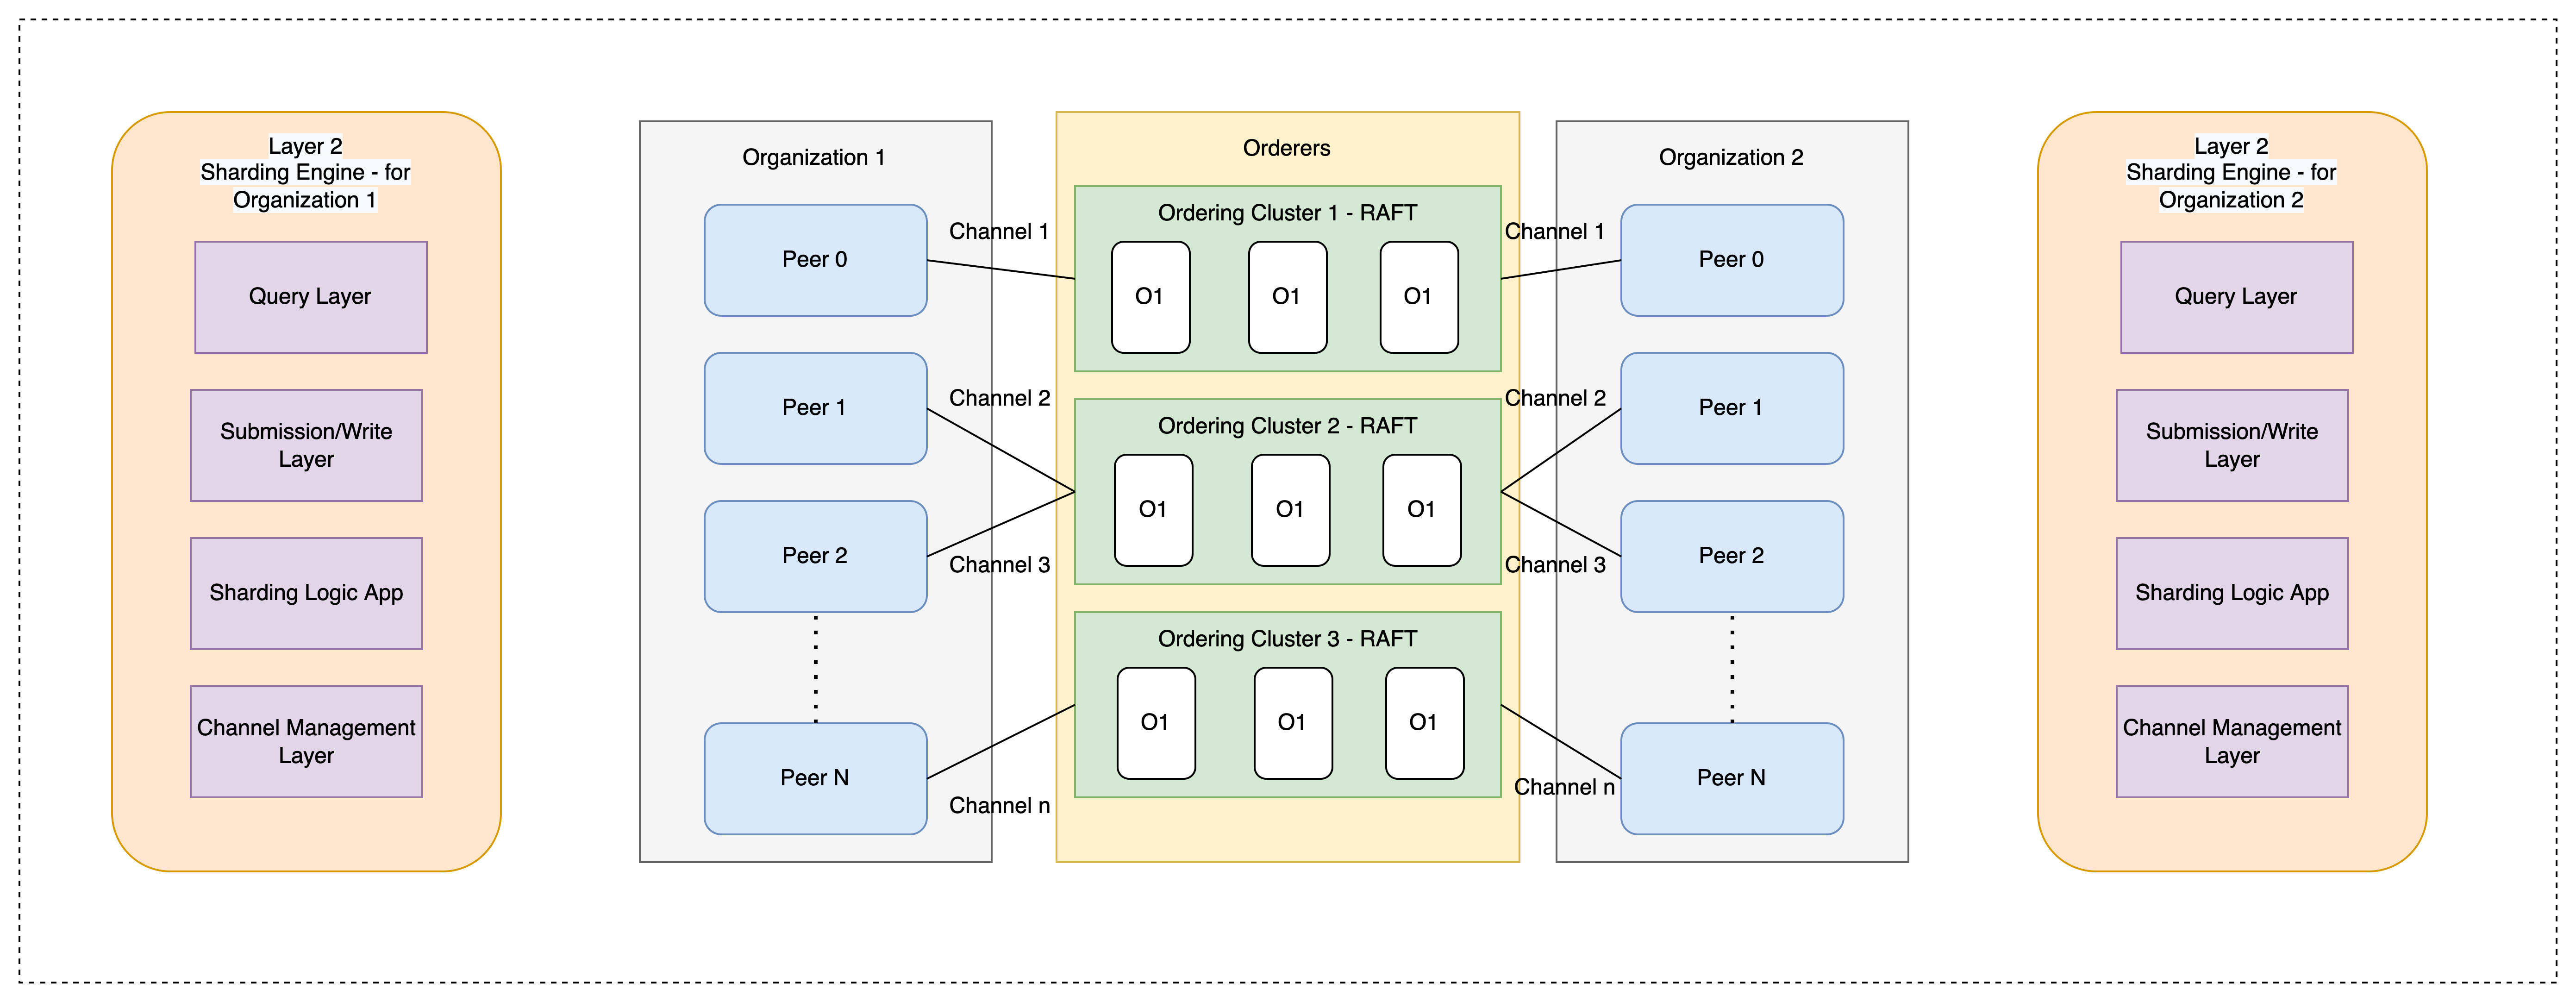 Layer 2
Sharding Engine - for
Organization 1
Query Layer
Submission/Write
Layer
Sharding Logic App
Channel Management
Layer
Organization 1
Peer 0
Peer 1
Peer 2
Peer N
Channel 1
Channel 2
Channel 3
Channel n
Orderers
Ordering Cluster 1 - RAFT
O1 O1 O1
Ordering Cluster 2 - RAFT
O1 O1 O1
Ordering Cluster 3 - RAFT
O1 O1 O1
Channel 1
Channel 2
Channel 3
Channel n
Organization 2
Peer 0
Peer 1
Peer 2
Peer N
Layer 2
Sharding Engine - for
Organization 2
Query Layer
Submission/Write
Layer
Sharding Logic App
Channel Management
Layer